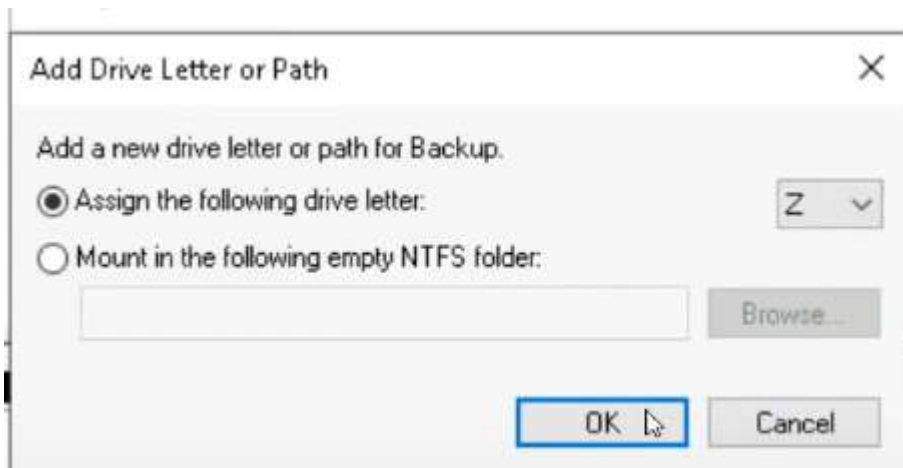 Add Drive Letter or Path
Add a new drive letter or path for Backup.
Assign the following drive letter:
Z
Mount in the following empty NTFS folder:
Browse...
OK
Cancel